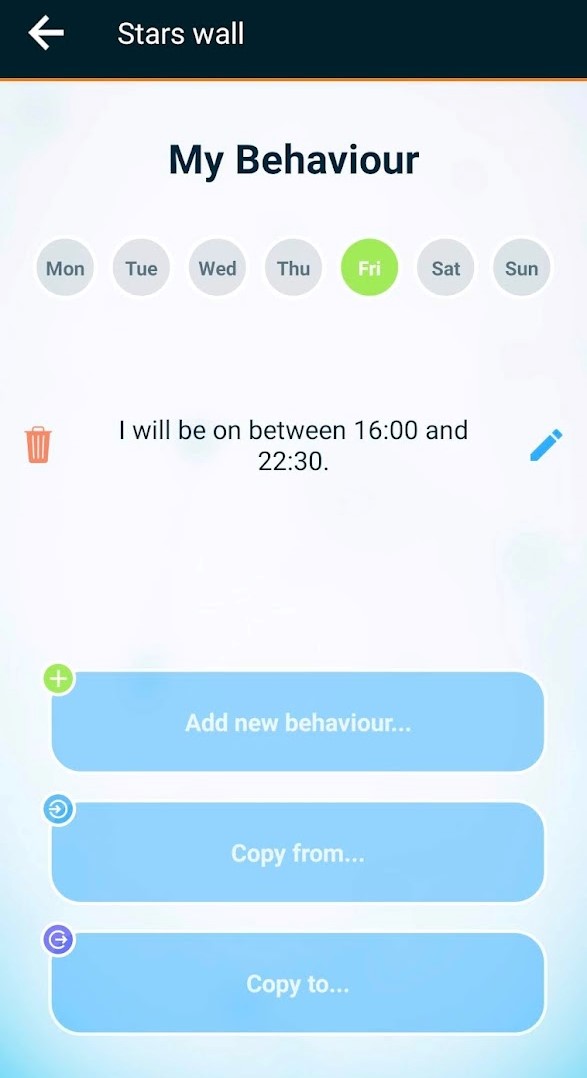 Stars wall
My Behaviour
Mon Tue Wed Thu Fri Sat Sun
I will be on between 16:00 and
22:30.
Add new behaviour...
Copy from...
Copy to...